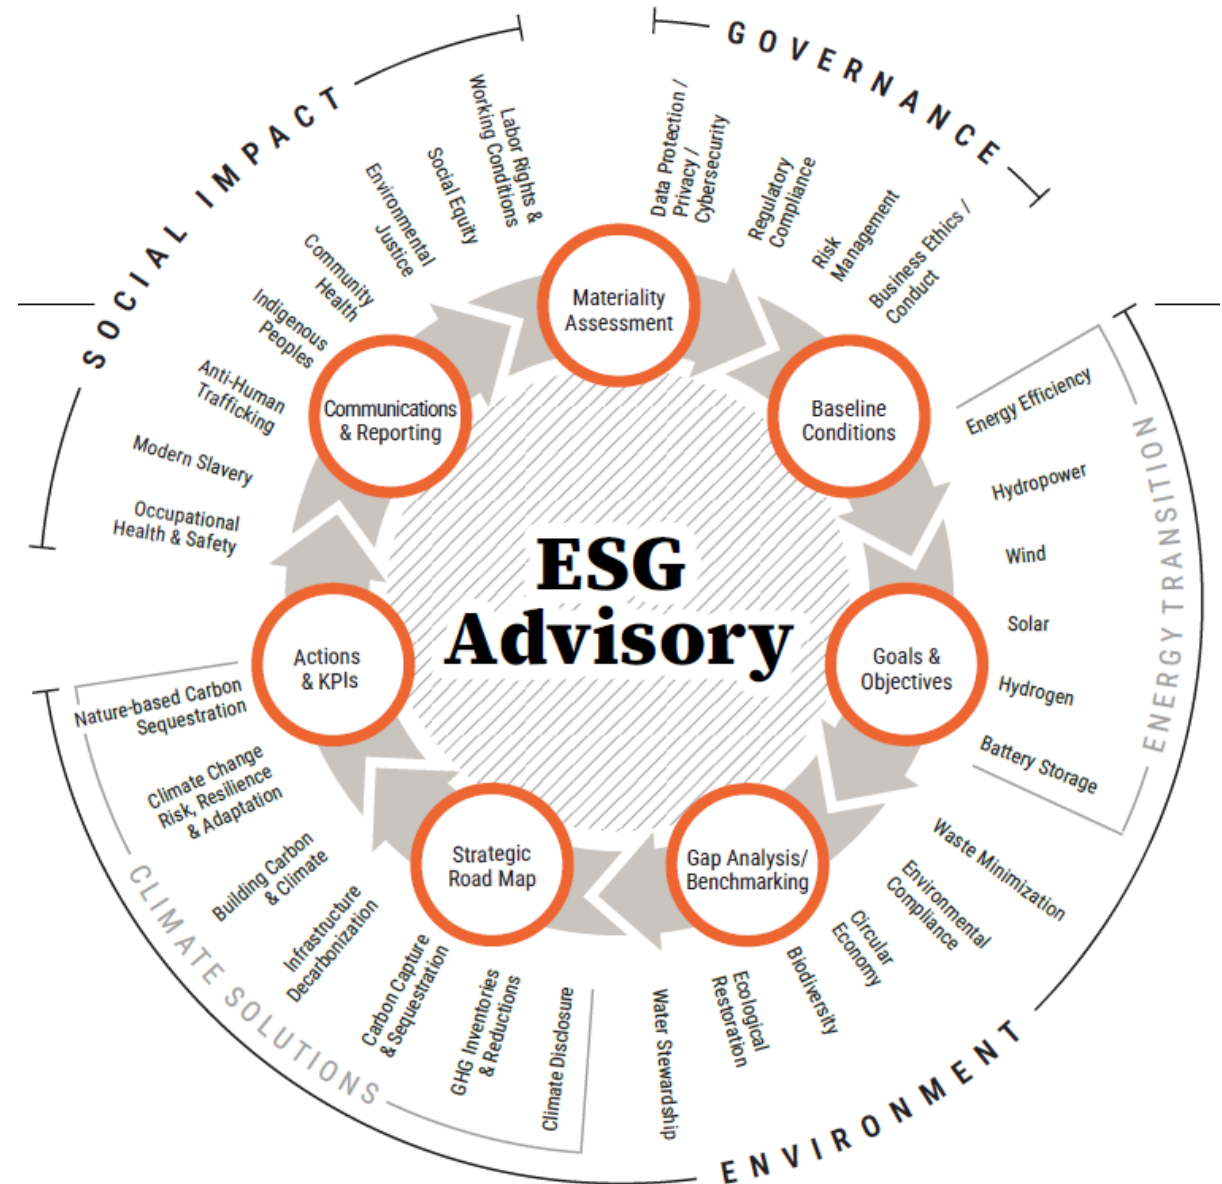 SOCIAL IMPACT
GOVERNANCE
Labor Rights &
Working Conditions
Social Equity
Environmental
Justice
Community
Health
Indigenous
Peoples
Anti-Human
Trafficking
Modern Slavery
Occupational
Health & Safety
Data Protection /
Privacy /
Cybersecurity
Regulatory
Compliance
Risk
Management
Business Ethics /
Conduct
Materiality
Assessment
Baseline
Conditions
Goals &
Objectives
Gap Analysis/
Benchmarking
Strategic
Road Map
Actions
& KPIs
Communications
& Reporting
ESG
Advisory
ENERGY TRANSITION
Energy Efficiency
Hydropower
Wind
Solar
Hydrogen
Battery Storage
Waste Minimization
Environmental
Compliance
Circular
Economy
Biodiversity
Ecological
Restoration
Water Stewardship
ENVIRONMENT
Climate Disclosure
GHG Inventories
& Reductions
Carbon Capture
& Sequestration
Infrastructure
Decarbonization
Building Carbon
& Climate
Climate Change
Risk, Resilience
& Adaptation
Nature-based Carbon
Sequestration
CLIMATE SOLUTIONS